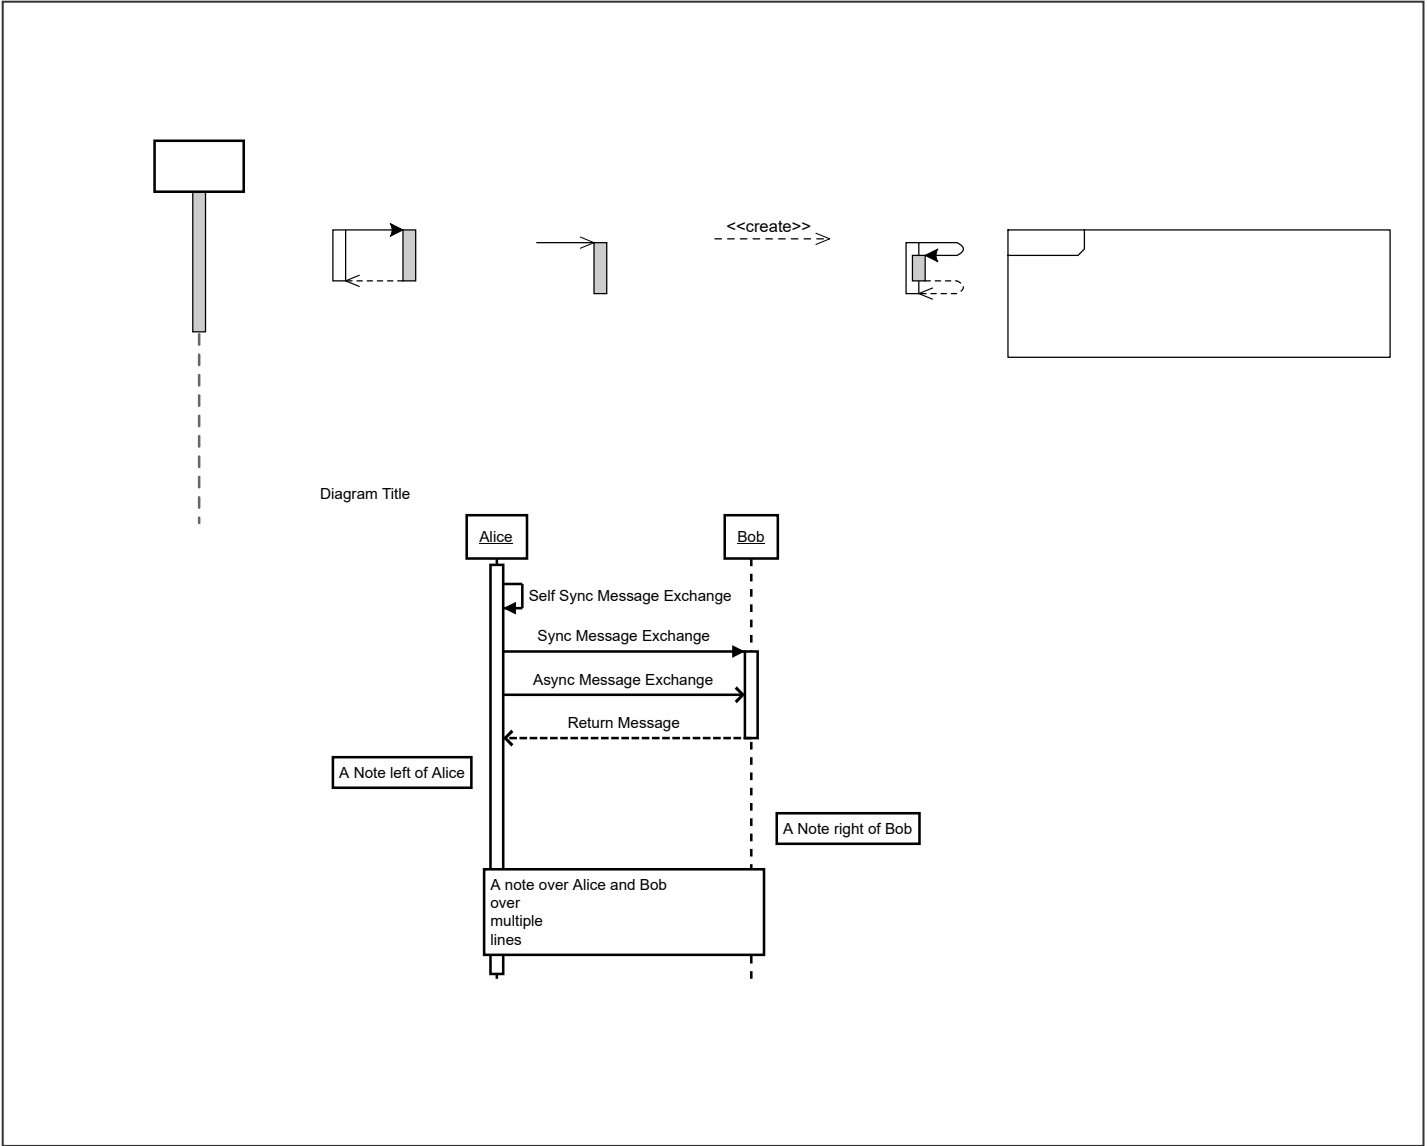 <<create>>
Diagram Title
Alice
Bob
Self Sync Message Exchange
Sync Message Exchange
Async Message Exchange
Return Message
A Note left of Alice
A Note right of Bob
A note over Alice and Bob
over
multiple
lines